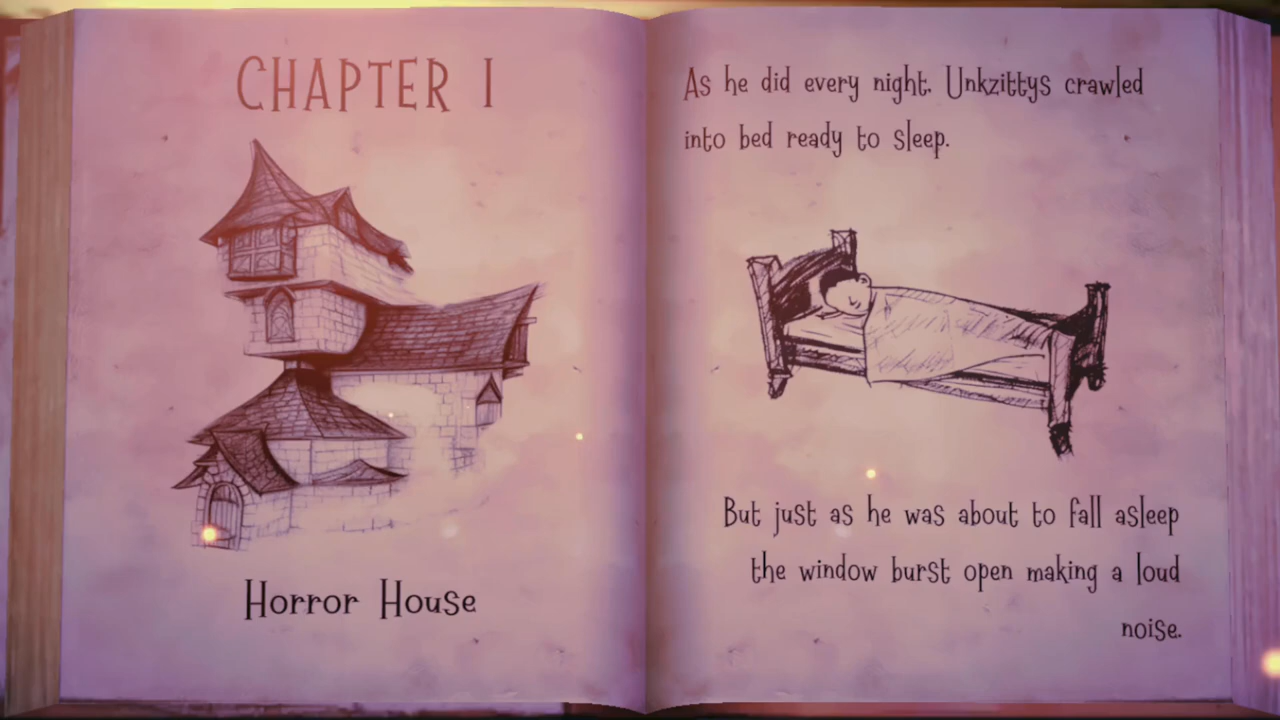 CHAPTER I
Horror House
As he did every night. Unkzittys crawled
into bed ready to sleep.
But just as he was about to fall asleep
the window burst open making a loud
noise.